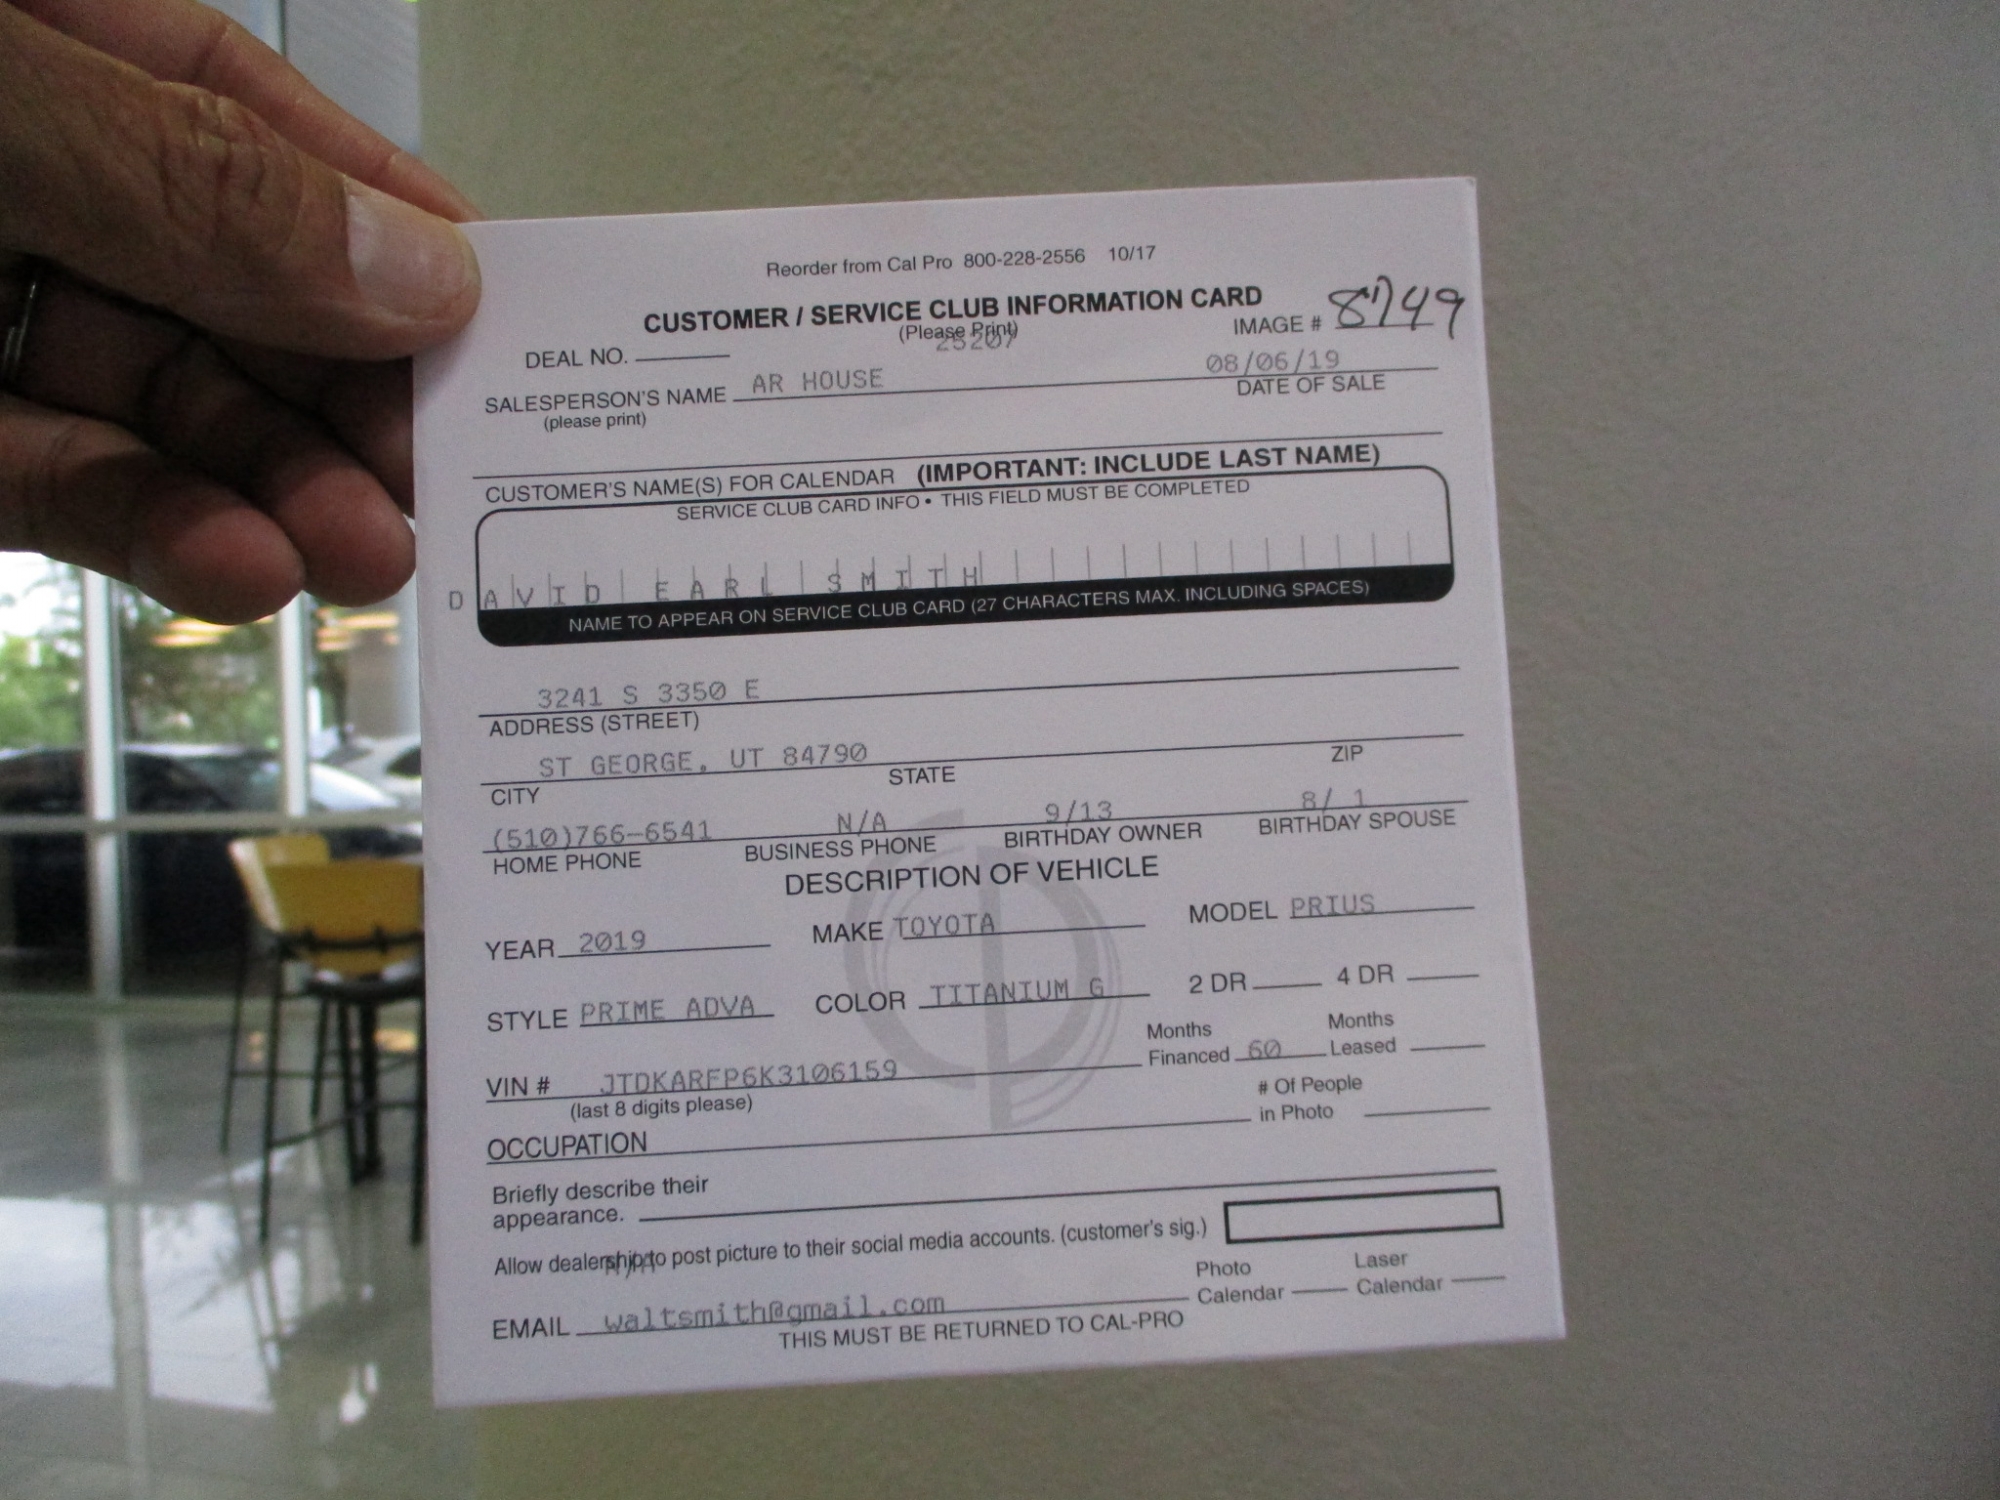 Reorder from Cal Pro 800-228-2556 10/17
CUSTOMER / SERVICE CLUB INFORMATION CARD
(Please Print)
IMAGE # 8749
DEAL NO. 25207
SALESPERSON'S NAME AR HOUSE 08/06/19
(please print) DATE OF SALE
CUSTOMER'S NAME(S) FOR CALENDAR (IMPORTANT: INCLUDE LAST NAME)
SERVICE CLUB CARD INFO • THIS FIELD MUST BE COMPLETED
DAVID EARL SMITH
NAME TO APPEAR ON SERVICE CLUB CARD (27 CHARACTERS MAX. INCLUDING SPACES)
3241 S 3350 E
ADDRESS (STREET)
ST GEORGE, UT 84790
CITY STATE ZIP
(510)766-6541 N/A 9/13 8/ 1
HOME PHONE BUSINESS PHONE BIRTHDAY OWNER BIRTHDAY SPOUSE
DESCRIPTION OF VEHICLE
YEAR 2019 MAKE TOYOTA MODEL PRIUS
STYLE PRIME ADVA COLOR TITANIUM G 2 DR 4 DR
VIN # JTDKARFP6K3106159 Months Financed 60 Months Leased
(last 8 digits please)
# Of People in Photo
OCCUPATION
Briefly describe their
appearance.
Allow dealership to post picture to their social media accounts. (customer's sig.)
N/A
Photo Calendar Laser Calendar
EMAIL waltsmith@gmail.com
THIS MUST BE RETURNED TO CAL-PRO